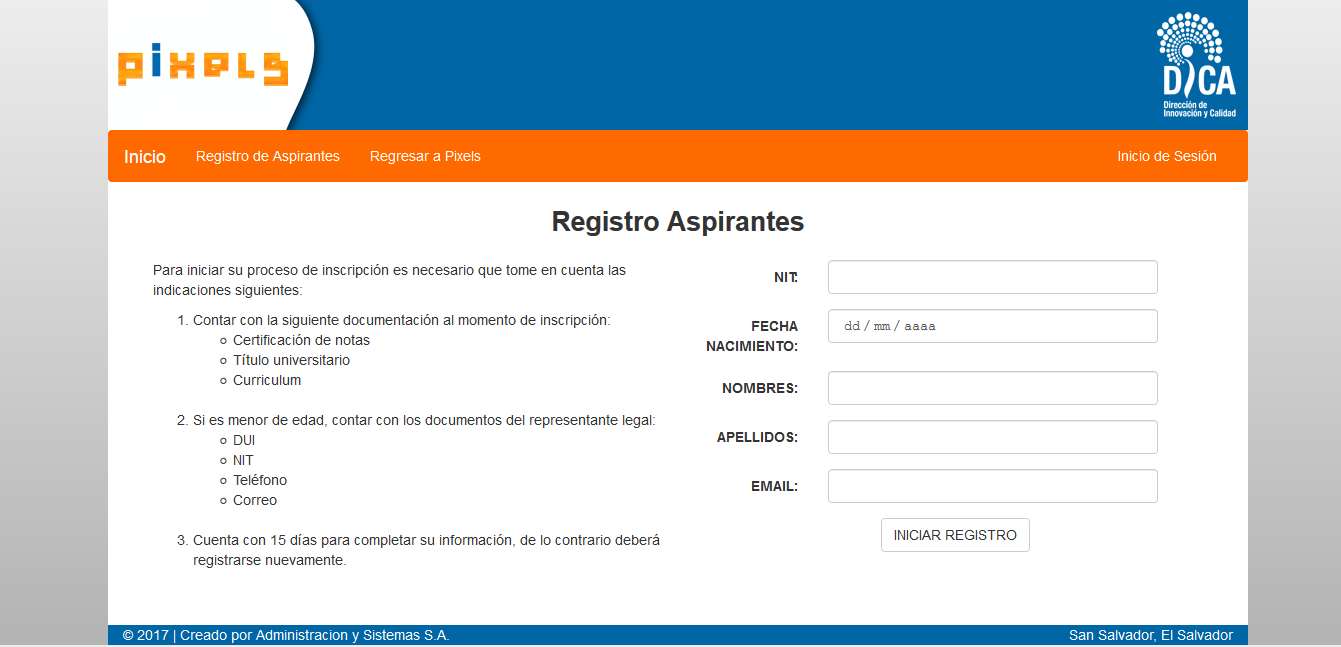 pixels
DICA
Dirección de
Innovación y Calidad
Inicio
Registro de Aspirantes
Regresar a Pixels
Inicio de Sesión
Registro Aspirantes
Para iniciar su proceso de inscripción es necesario que tome en cuenta las
indicaciones siguientes:
1. Contar con la siguiente documentación al momento de inscripción:
Certificación de notas
Título universitario
Curriculum
2. Si es menor de edad, contar con los documentos del representante legal:
DUI
NIT
Teléfono
Correo
3. Cuenta con 15 días para completar su información, de lo contrario deberá
registrarse nuevamente.
NIT:
FECHA
NACIMIENTO:
dd / mm / aaaa
NOMBRES:
APELLIDOS:
EMAIL:
INICIAR REGISTRO
© 2017 | Creado por Administracion y Sistemas S.A.
San Salvador, El Salvador